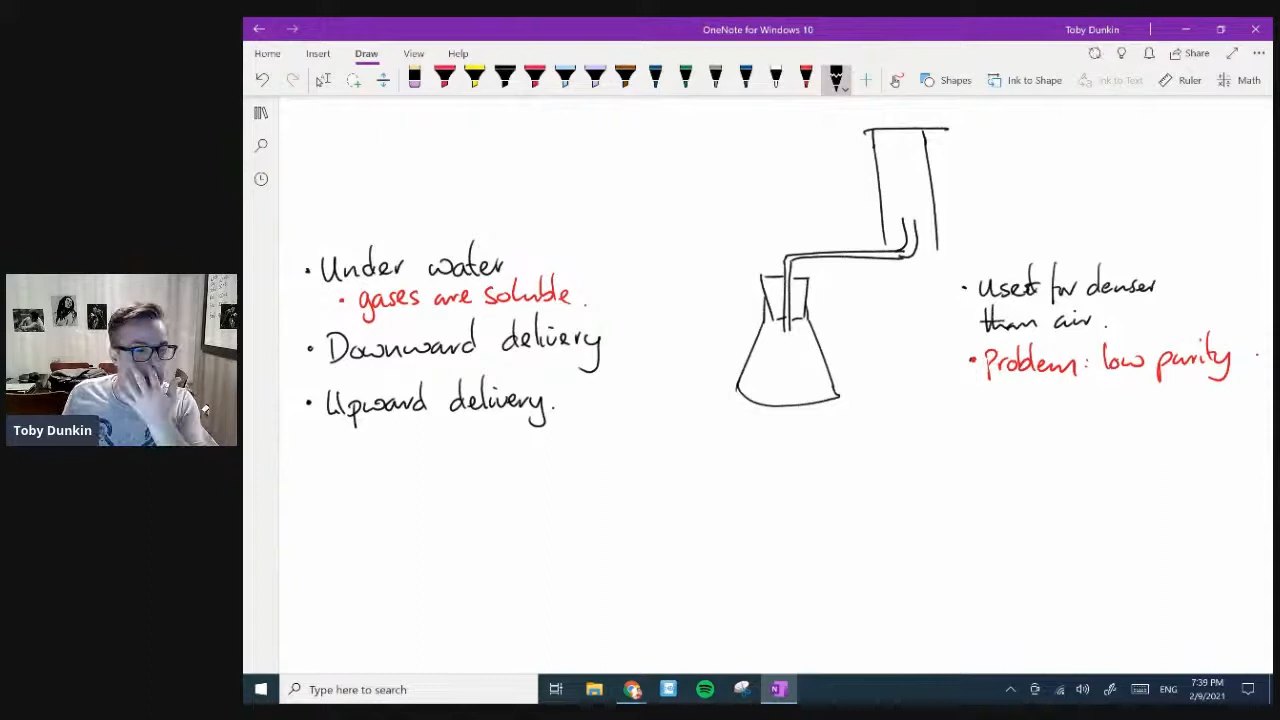 OneNote for Windows 10
Toby Dunkin
Home
Insert
Draw
View
Help
Shapes
Ink to Shape
Ink to Text
Ruler
Math
Share
• Under water
• gases are soluble.
• Downward delivery
• Upward delivery.
• Used for denser
than air.
• Problem: low purity
Toby Dunkin
Type here to search
ENG
7:39 PM
2/9/2021